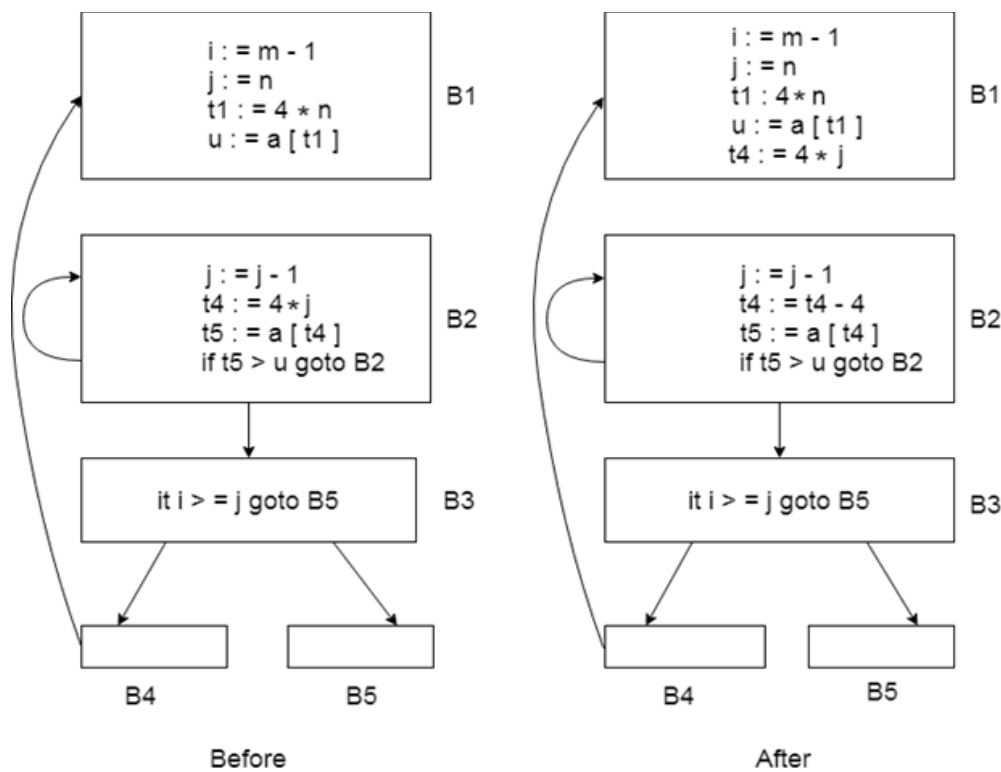 i : = m - 1
j : = n
t1 : = 4 * n
u : = a [ t1 ]
B1
j : = j - 1
t4 : = 4 * j
t5 : = a [ t4 ]
if t5 > u goto B2
B2
it i > = j goto B5
B3
B4
B5
Before
i : = m - 1
j : = n
t1 : 4 * n
u : = a [ t1 ]
t4 : = 4 * j
B1
j : = j - 1
t4 : = t4 - 4
t5 : = a [ t4 ]
if t5 > u goto B2
B2
it i > = j goto B5
B3
B4
B5
After